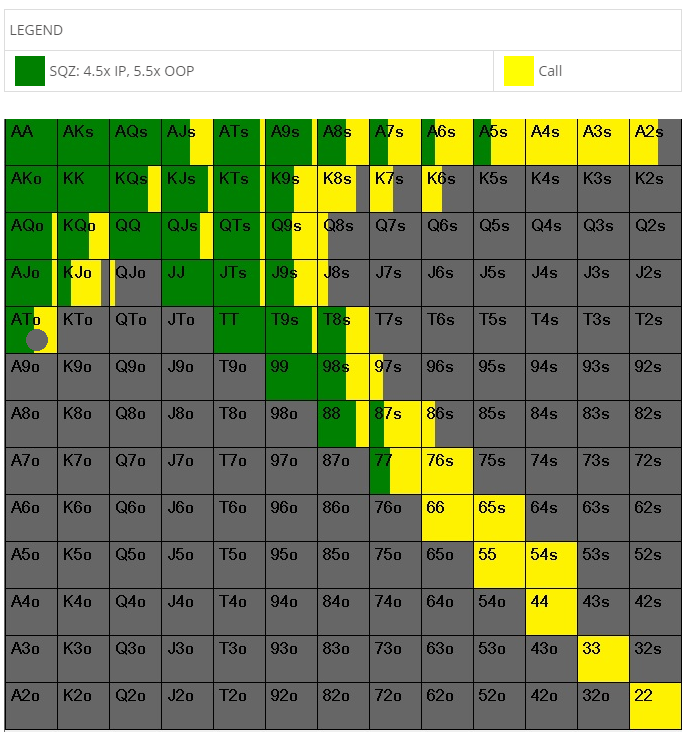 LEGEND
SQZ: 4.5x IP, 5.5x OOP Call
AA AKs AQs AJs ATs A9s A8s A7s A6s A5s A4s A3s A2s
AKo KK KQs KJs KTs K9s K8s K7s K6s K5s K4s K3s K2s
AQo KQo QQ QJs QTs Q9s Q8s Q7s Q6s Q5s Q4s Q3s Q2s
AJo KJo QJo JJ JTs J9s J8s J7s J6s J5s J4s J3s J2s
ATo KTo QTo JTo TT T9s T8s T7s T6s T5s T4s T3s T2s
A9o K9o Q9o J9o T9o 99 98s 97s 96s 95s 94s 93s 92s
A8o K8o Q8o J8o T8o 98o 88 87s 86s 85s 84s 83s 82s
A7o K7o Q7o J7o T7o 97o 87o 77 76s 75s 74s 73s 72s
A6o K6o Q6o J6o T6o 96o 86o 76o 66 65s 64s 63s 62s
A5o K5o Q5o J5o T5o 95o 85o 75o 65o 55 54s 53s 52s
A4o K4o Q4o J4o T4o 94o 84o 74o 64o 54o 44 43s 42s
A3o K3o Q3o J3o T3o 93o 83o 73o 63o 53o 43o 33 32s
A2o K2o Q2o J2o T2o 92o 82o 72o 62o 52o 42o 32o 22